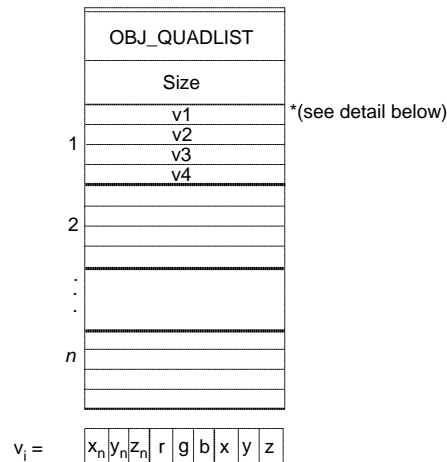 OBJ_QUADLIST
Size
v1 *(see detail below)
v2
1
v3
v4
2
. . .
n
vi = xn yn zn r g b x y z